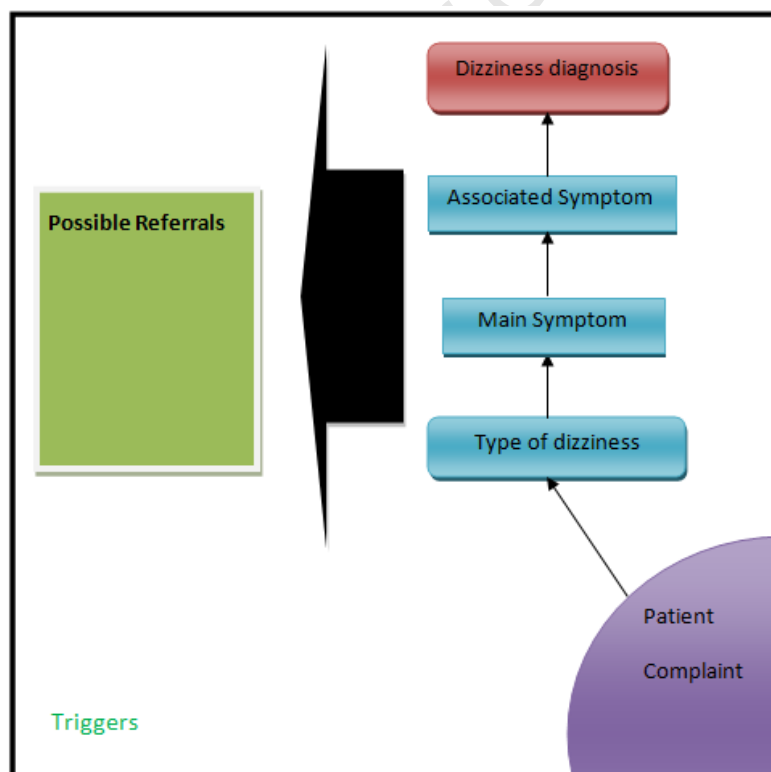 Dizziness diagnosis
Associated Symptom
Possible Referrals
Main Symptom
Type of dizziness
Patient
Complaint
Triggers